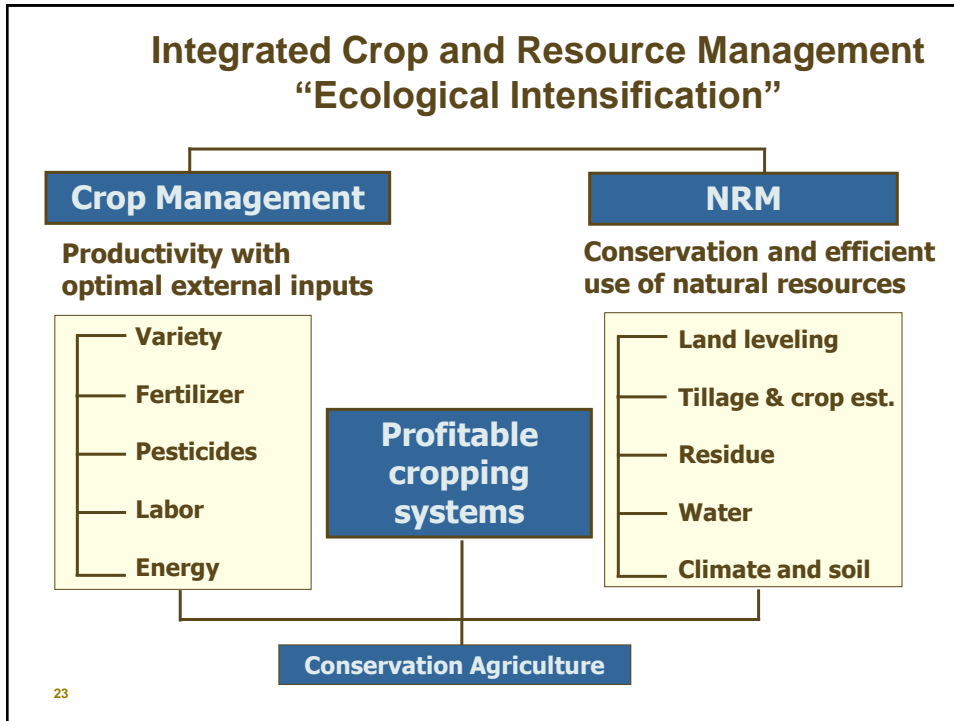 Integrated Crop and Resource Management
“Ecological Intensification”
Crop Management
Productivity with
optimal external inputs
Variety
Fertilizer
Pesticides
Labor
Energy
NRM
Conservation and efficient
use of natural resources
Land leveling
Tillage & crop est.
Residue
Water
Climate and soil
Profitable
cropping
systems
Conservation Agriculture
23